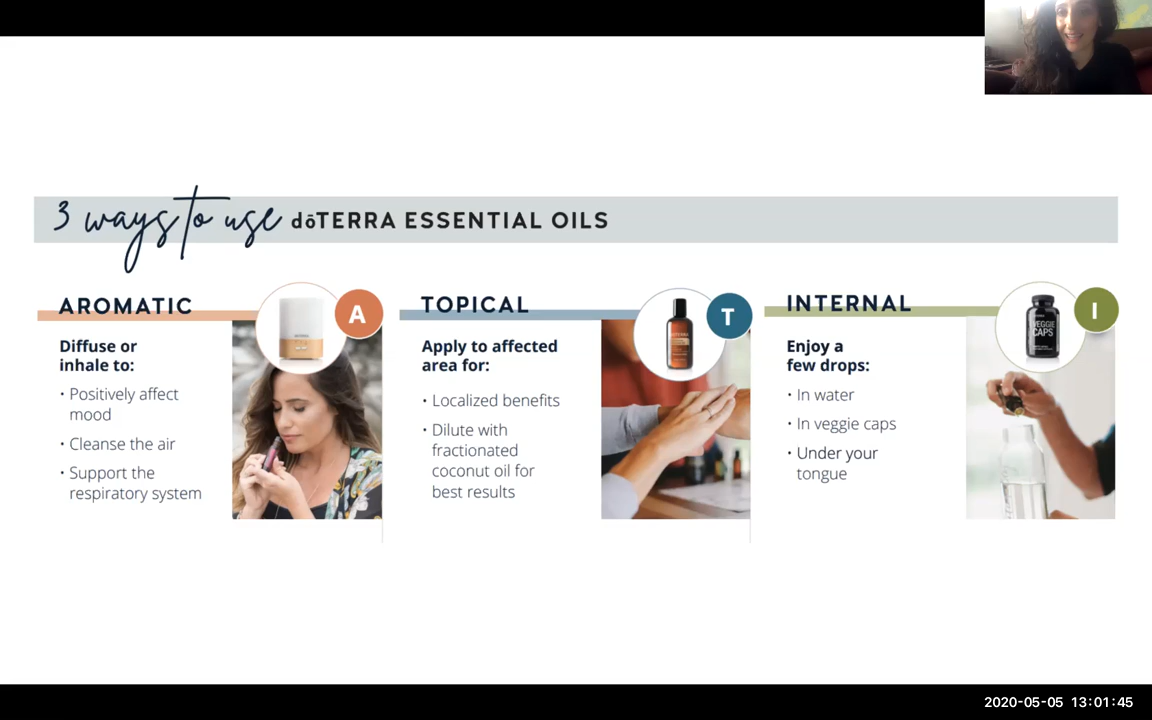 3 ways to use dōTERRA ESSENTIAL OILS
AROMATIC
A
Diffuse or
inhale to:
· Positively affect
mood
· Cleanse the air
· Support the
respiratory system
TOPICAL
T
Apply to affected
area for:
· Localized benefits
· Dilute with
fractionated
coconut oil for
best results
INTERNAL
I
VEGGIE
CAPS
Enjoy a
few drops:
· In water
· In veggie caps
· Under your
tongue
2020-05-05 13:01:45